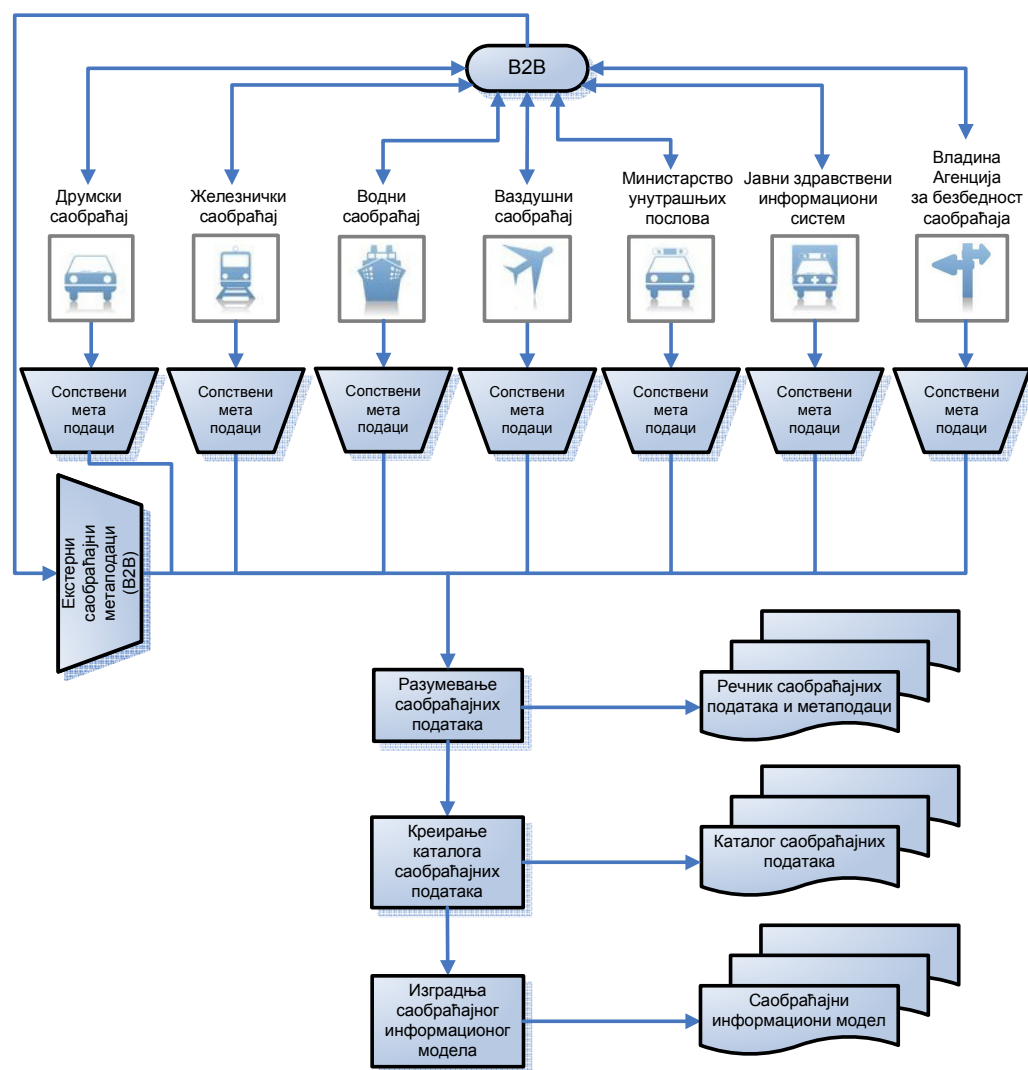 B2B
Друмски
саобраћај
Железнички
саобраћај
Водни
саобраћај
Ваздушни
саобраћај
Министарство
унутрашњих
послова
Јавни здравствени
информациони
систем
Владина
Агенција
за безбедност
саобраћаја
Сопствени
мета
подаци
Сопствени
мета
подаци
Сопствени
мета
подаци
Сопствени
мета
подаци
Сопствени
мета
подаци
Сопствени
мета
подаци
Сопствени
мета
подаци
Екстерни
саобраћајни
метаподаци
(B2B)
Разумевање
саобраћајних
података
Речник саобраћајних
података и метаподаци
Креирање
каталога
саобраћајних
података
Каталог саобраћајних
података
Изградња
саобраћајног
информационог
модела
Саобраћајни
информациони модел